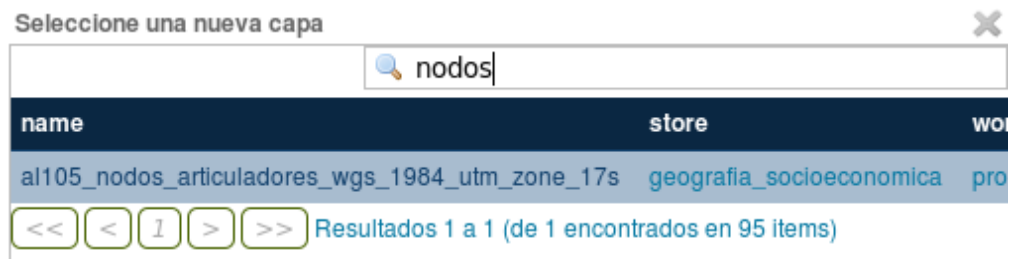 Seleccione una nueva capa
nodos
name store wor
al105_nodos_articuladores_wgs_1984_utm_zone_17s geografia_socioeconomica pro
<< < 1 > >> Resultados 1 a 1 (de 1 encontrados en 95 items)